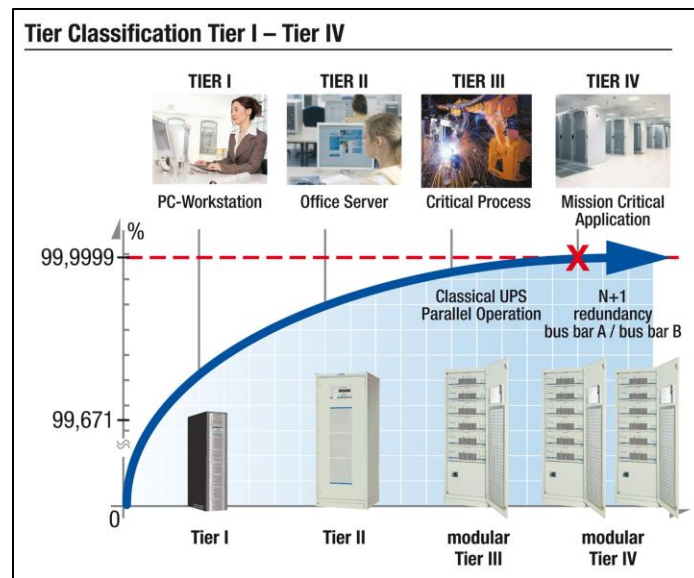 Tier Classification Tier I – Tier IV
TIER I
TIER II
TIER III
TIER IV
PC-Workstation
Office Server
Critical Process
Mission Critical
Application
%
99,9999
Classical UPS
Parallel Operation
N+1
redundancy
bus bar A / bus bar B
99,671
0
Tier I
Tier II
modular
Tier III
modular
Tier IV